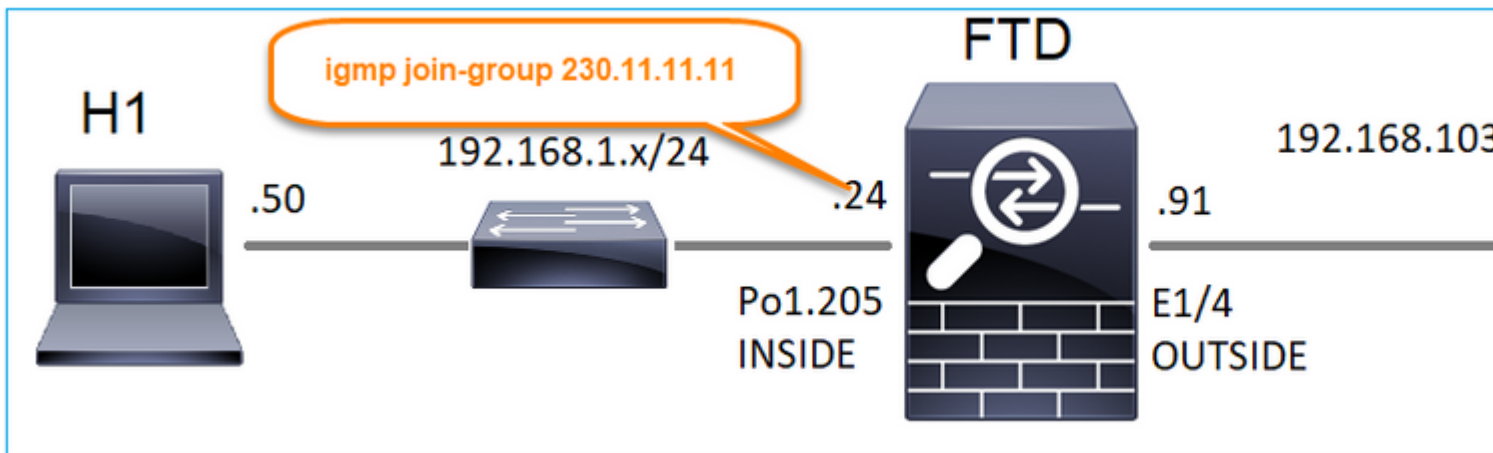 FTD
igmp join-group 230.11.11.11
H1
192.168.1.x/24
192.168.103
.50
.24
.91
Po1.205
INSIDE
E1/4
OUTSIDE